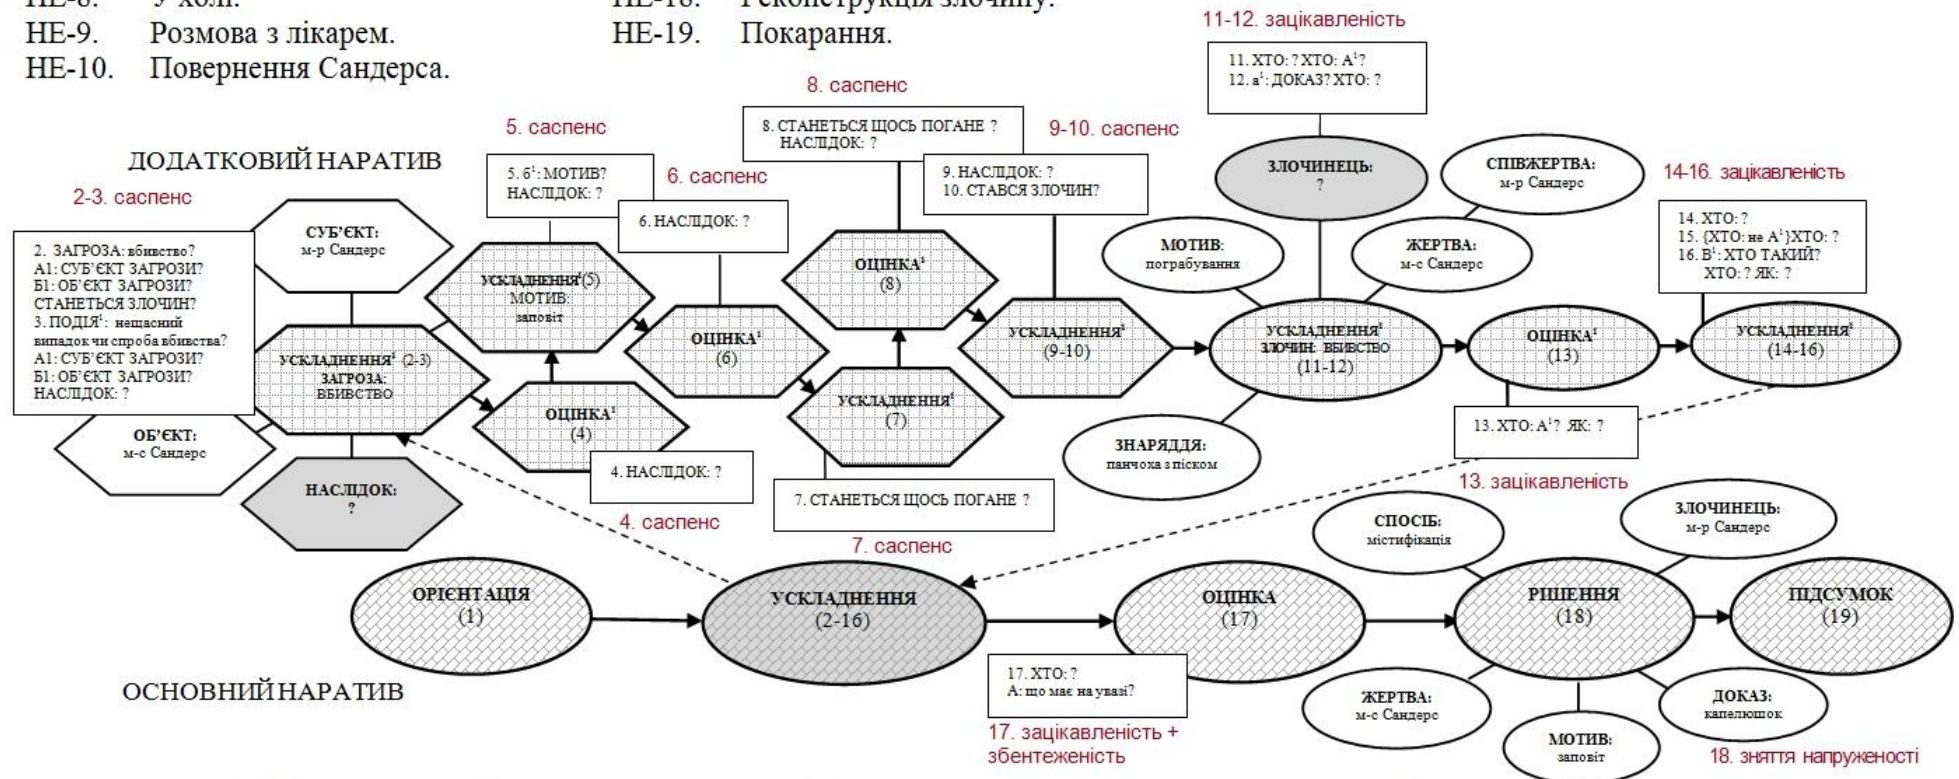 НЕ-8. У холі.
НЕ-18. Реконструкція злочину.
НЕ-9. Розмова з лікарем.
НЕ-19. Покарання.
НЕ-10. Повернення Сандерса.
11-12. зацікавленість
11. ХТО: ? ХТО: А¹?
12. а¹: ДОКАЗ? ХТО: ?
8. саспенс
8. СТАНЕТЬСЯ ЩОСЬ ПОГАНЕ ?
НАСЛІДОК: ?
5. саспенс
5. б¹: МОТИВ?
НАСЛІДОК: ?
9-10. саспенс
9. НАСЛІДОК: ?
10. СТАВСЯ ЗЛОЧИН?
ДОДАТКОВИЙ НАРАТИВ
6. саспенс
6. НАСЛІДОК: ?
2-3. саспенс
2. ЗАГРОЗА: вбивство?
А1: СУБ’ЄКТ ЗАГРОЗИ?
Б1: ОБ’ЄКТ ЗАГРОЗИ?
СТАНЕТЬСЯ ЗЛОЧИН?
3. ПОДІЯ¹: нещасний
випадок чи спроба вбивства?
А1: СУБ’ЄКТ ЗАГРОЗИ?
Б1: ОБ’ЄКТ ЗАГРОЗИ?
НАСЛІДОК: ?
СУБ’ЄКТ:
м-р Сандерс
УСКЛАДНЕННЯ¹ (2-3)
ЗАГРОЗА:
ВБИВСТВО
ОБ’ЄКТ:
м-с Сандерс
НАСЛІДОК:
?
УСКЛАДНЕННЯ¹(5)
МОТИВ:
заповіт
ОЦІНКА¹
(4)
4. НАСЛІДОК: ?
4. саспенс
ОЦІНКА¹
(6)
ОЦІНКА¹
(8)
УСКЛАДНЕННЯ¹
(7)
7. СТАНЕТЬСЯ ЩОСЬ ПОГАНЕ ?
7. саспенс
УСКЛАДНЕННЯ¹
(9-10)
ЗЛОЧИНЕЦЬ:
?
СПІВЖЕРТВА:
м-р Сандерс
МОТИВ:
пограбування
ЖЕРТВА:
м-с Сандерс
УСКЛАДНЕННЯ¹
ЗЛОЧИН: ВБИВСТВО
(11-12)
ЗНАРЯДДЯ:
панчоха з піском
ОЦІНКА¹
(13)
13. ХТО: А¹? ЯК: ?
13. зацікавленість
14-16. зацікавленість
14. ХТО: ?
15. {ХТО: не А¹}ХТО: ?
16. В¹: ХТО ТАКИЙ?
ХТО: ? ЯК: ?
УСКЛАДНЕННЯ¹
(14-16)
ОРІЄНТАЦІЯ
(1)
УСКЛАДНЕННЯ
(2-16)
ОЦІНКА
(17)
17. ХТО: ?
А: що має на увазі?
17. зацікавленість +
збентеженість
СПОСІБ:
містифікація
ЗЛОЧИНЕЦЬ:
м-р Сандерс
РІШЕННЯ
(18)
ПІДСУМОК
(19)
ЖЕРТВА:
м-с Сандерс
МОТИВ:
заповіт
ДОКАЗ:
капелюшок
18. зняття напруженості
ОСНОВНИЙ НАРАТИВ